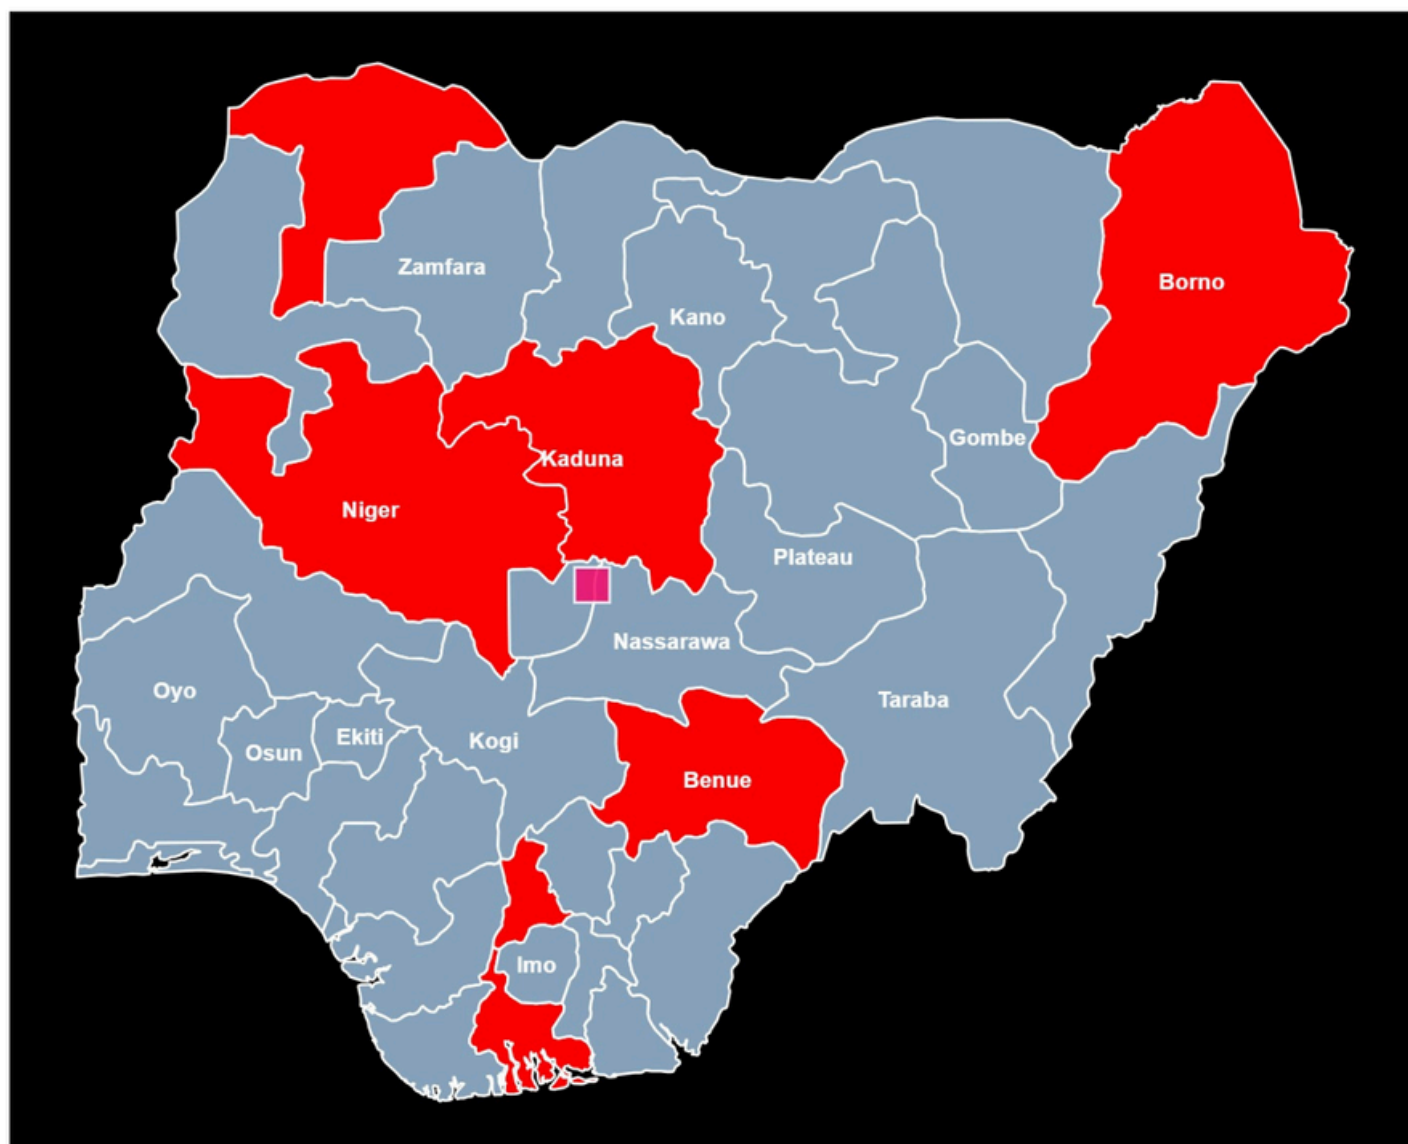 Zamfara
Borno
Kano
Gombe
Kaduna
Niger
Plateau
Nassarawa
Oyo
Taraba
Ekiti
Kogi
Osun
Benue
Imo